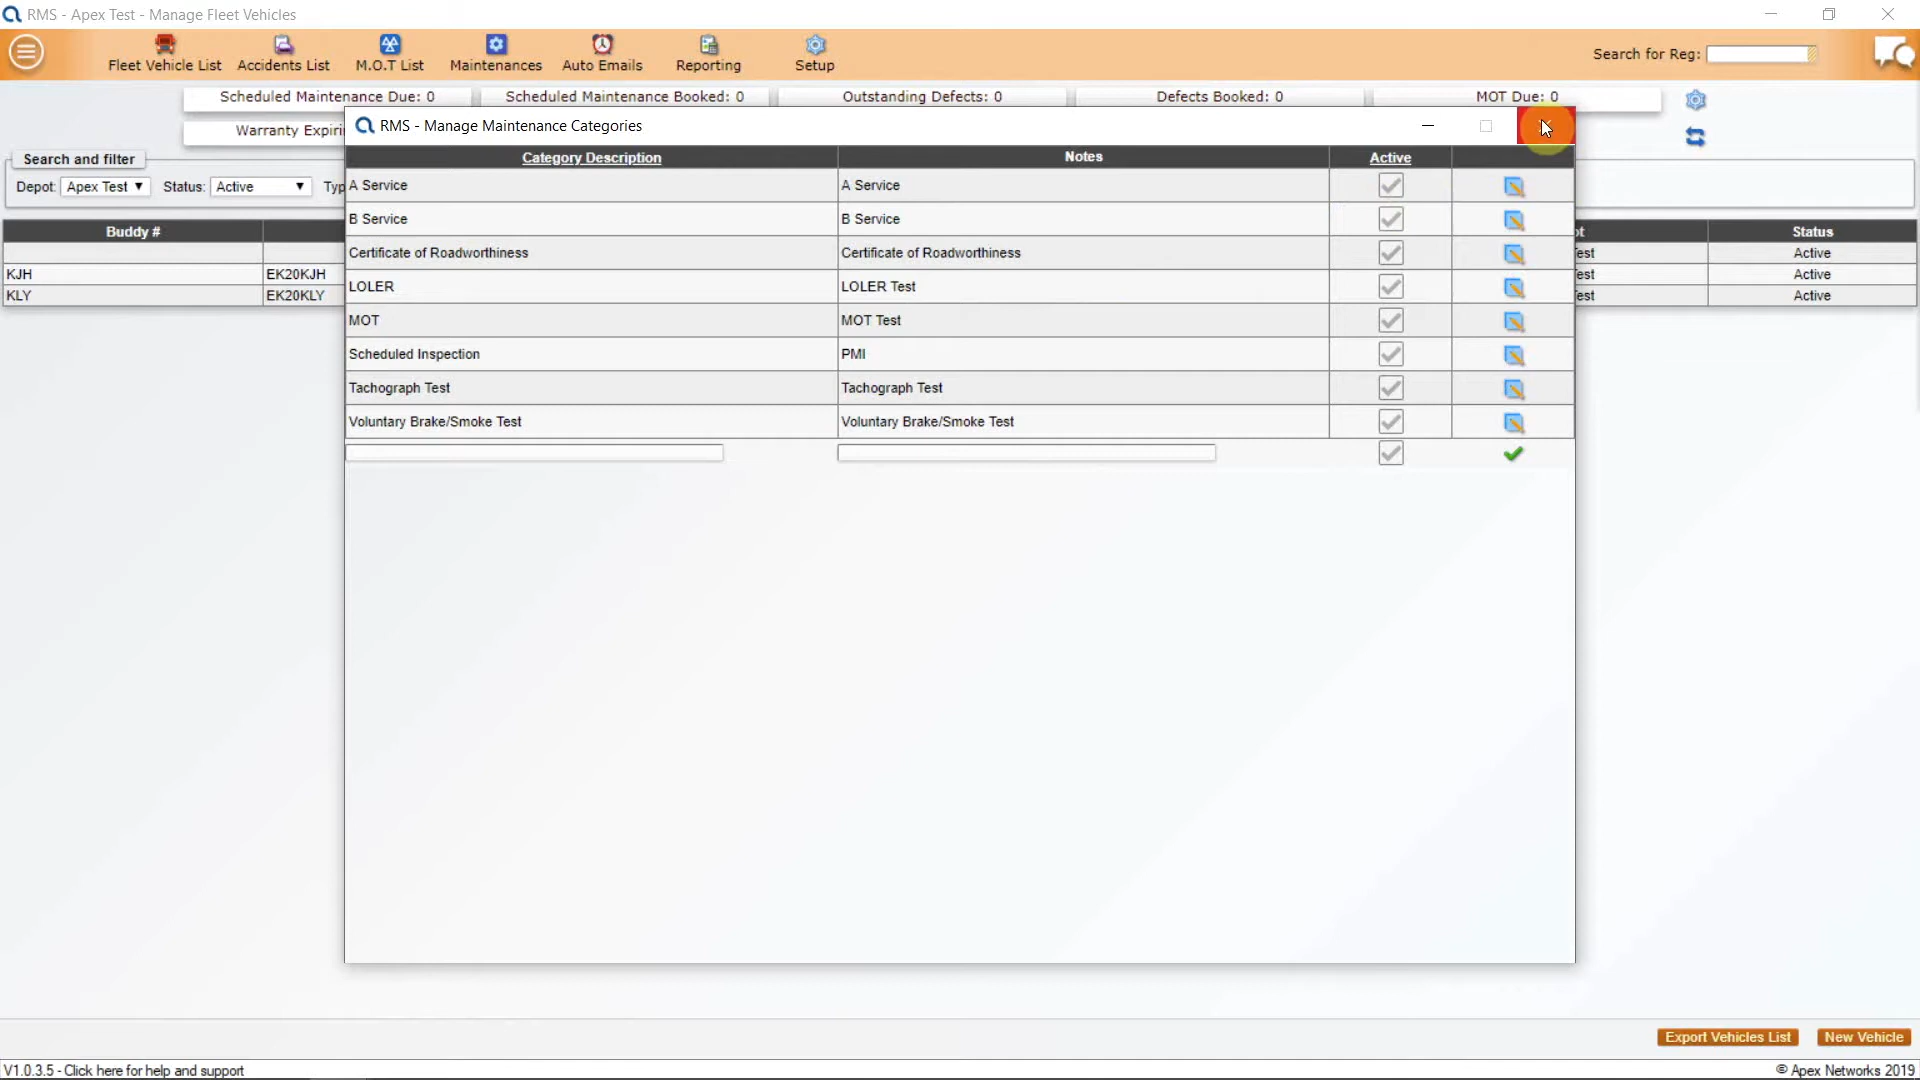 RMS - Apex Test - Manage Fleet Vehicles
Fleet Vehicle List Accidents List M.O.T List Maintenances Auto Emails Reporting Setup Search for Reg:
Scheduled Maintenance Due: 0 Scheduled Maintenance Booked: 0 Outstanding Defects: 0 Defects Booked: 0 MOT Due: 0
Warranty Expiri
RMS - Manage Maintenance Categories
Search and filter
Depot: Apex Test Status: Active Typ
Category Description Notes Active
A Service A Service
B Service B Service
Certificate of Roadworthiness Certificate of Roadworthiness
LOLER LOLER Test
MOT MOT Test
Scheduled Inspection PMI
Tachograph Test Tachograph Test
Voluntary Brake/Smoke Test Voluntary Brake/Smoke Test
Buddy # ot Status
est Active
KJH EK20KJH est Active
KLY EK20KLY est Active
Export Vehicles List New Vehicle
V1.0.3.5 - Click here for help and support © Apex Networks 2019